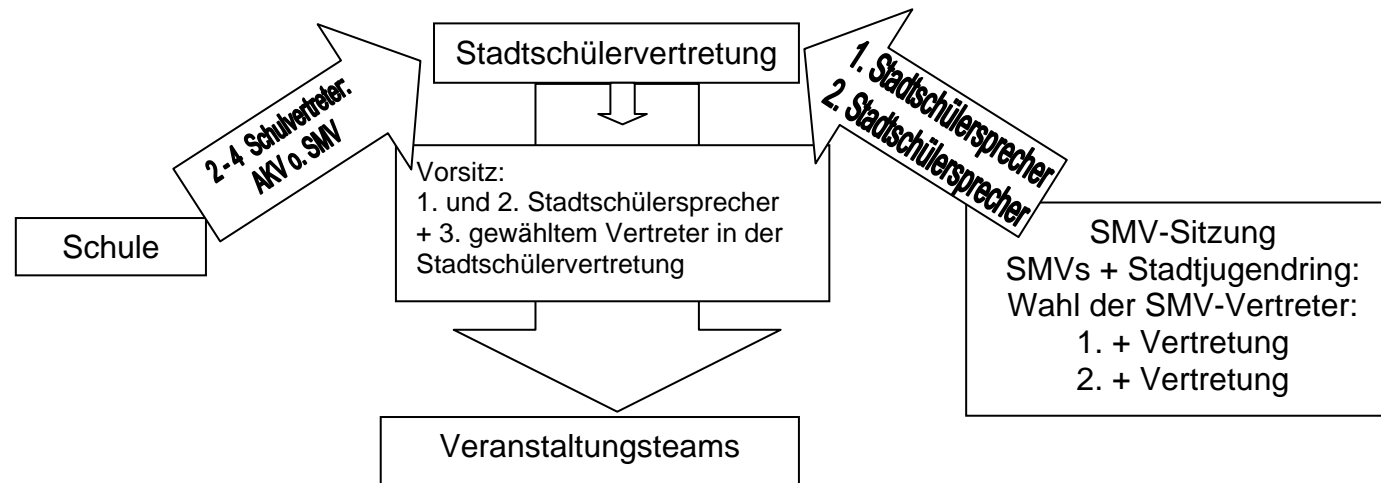 Stadtschülervertretung
2 - 4 Schulvertreter:
AKV o. SMV
1. Stadtschülersprecher
2. Stadtschülersprecher
Vorsitz:
1. und 2. Stadtschülersprecher
+ 3. gewähltem Vertreter in der
Stadtschülervertretung
Schule
SMV-Sitzung
SMVs + Stadtjugendring:
Wahl der SMV-Vertreter:
1. + Vertretung
2. + Vertretung
Veranstaltungsteams